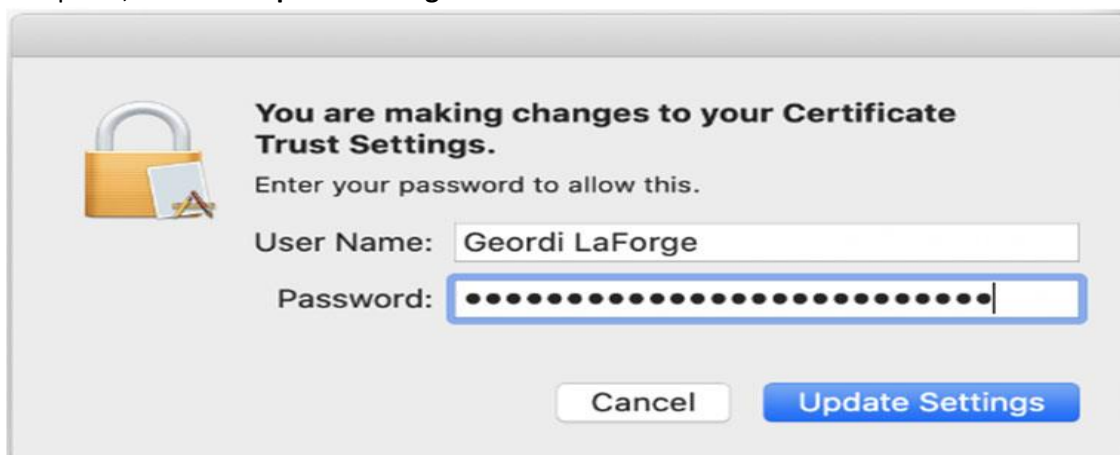 You are making changes to your Certificate
Trust Settings.
Enter your password to allow this.
User Name: Geordi LaForge
Password: ••••••••••••••••••••••••••
Cancel Update Settings